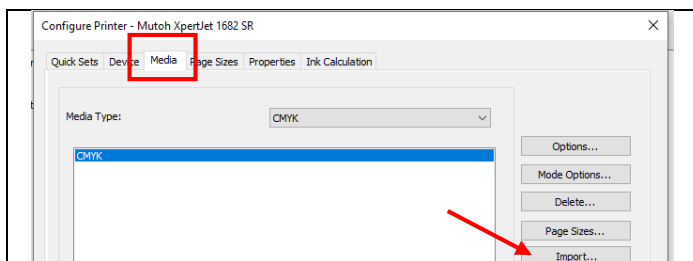 Configure Printer - Mutoh XpertJet 1682 SR
Quick Sets Device Media Page Sizes Properties Ink Calculation
Media Type: CMYK
CMYK
Options...
Mode Options...
Delete...
Page Sizes...
Import...